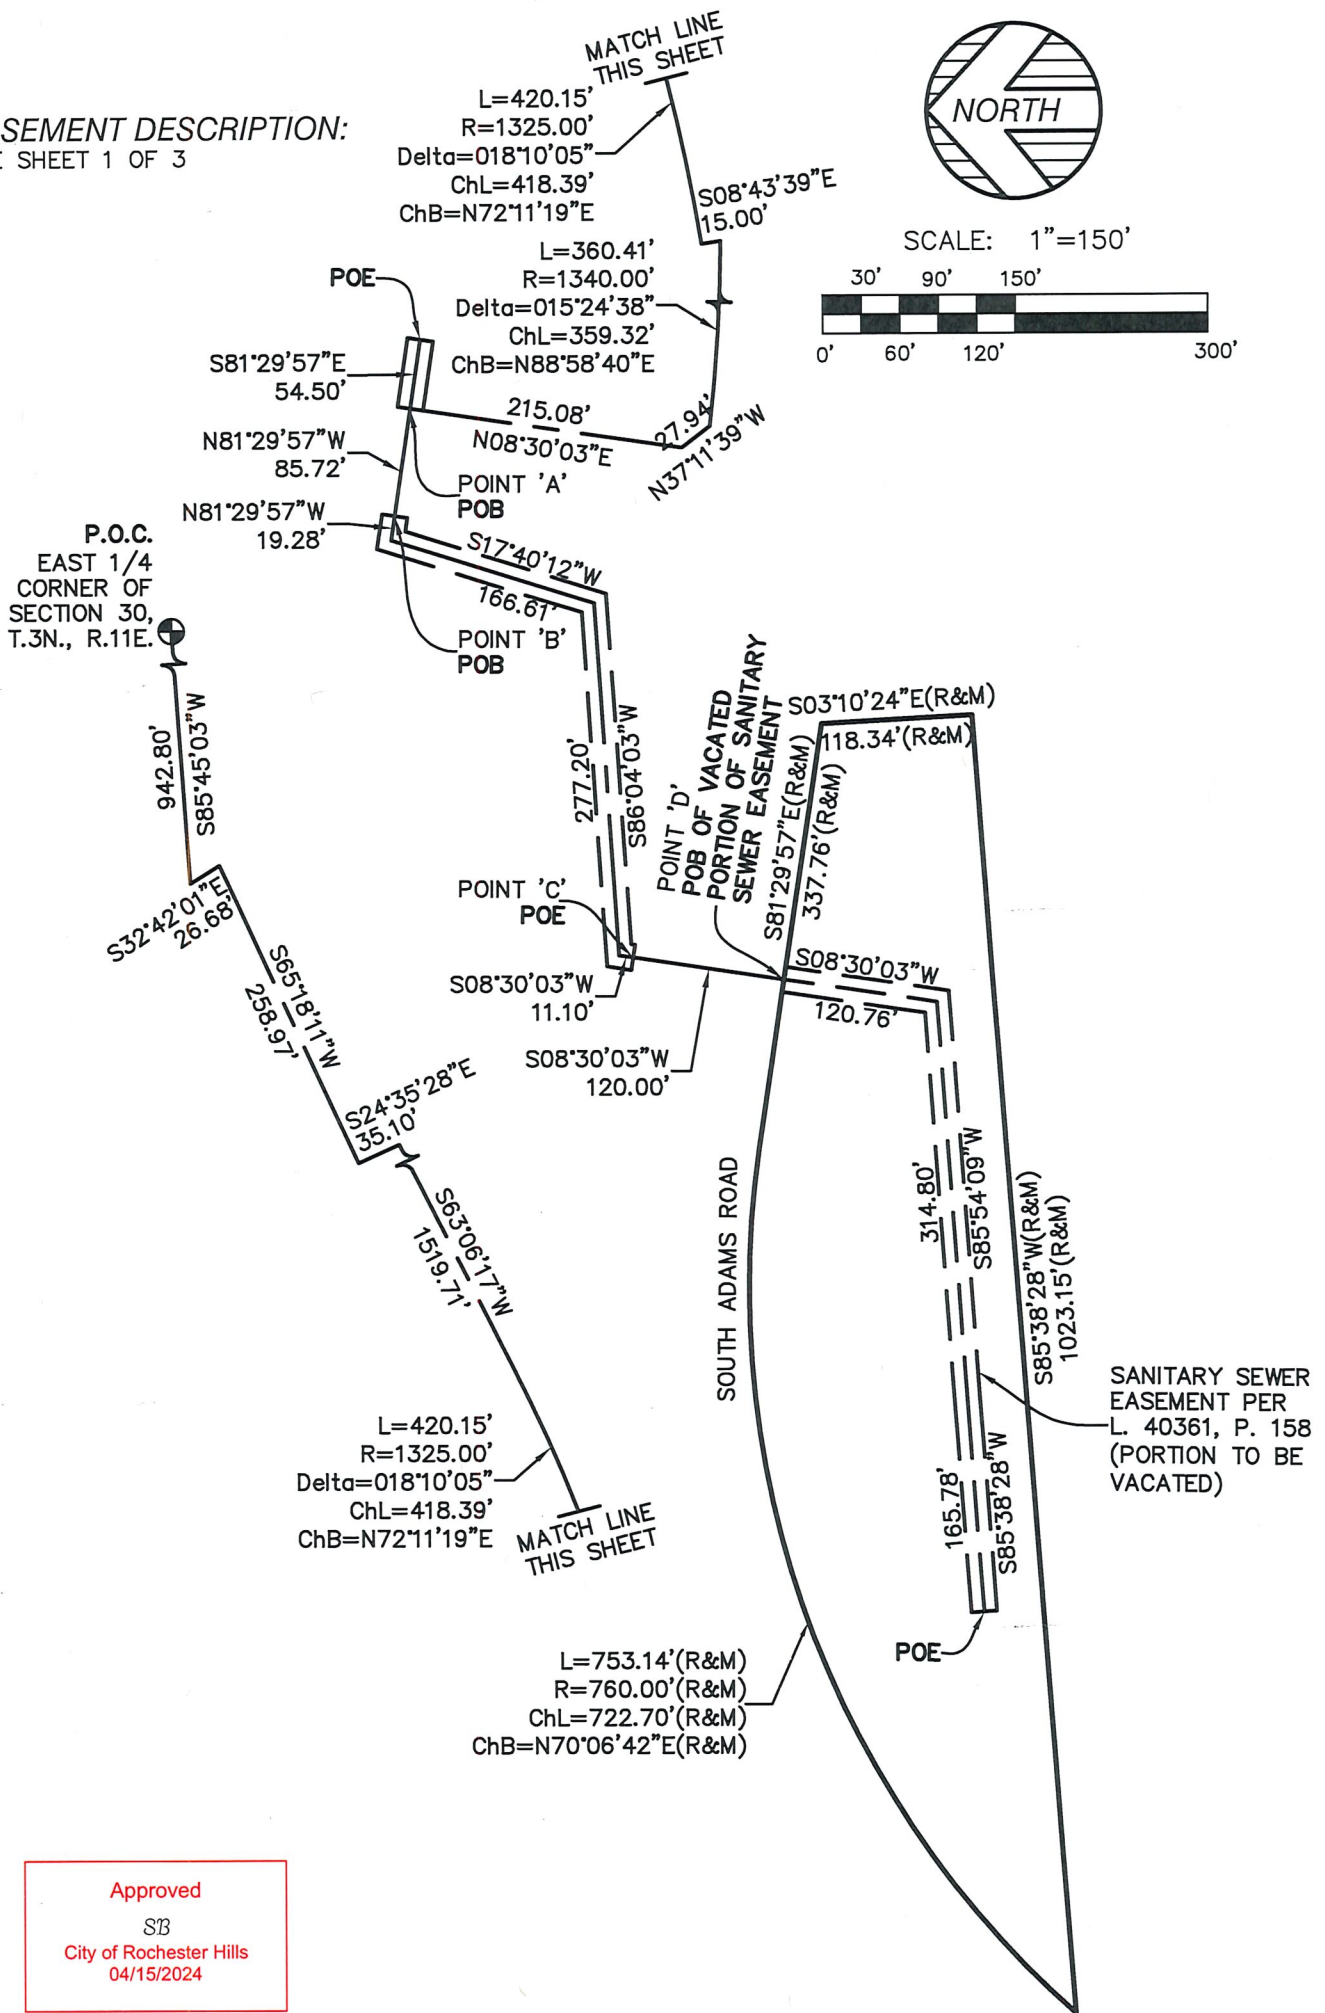 MATCH LINE
THIS SHEET
NORTH
SEMENT DESCRIPTION:
SHEET 1 OF 3
L=420.15'
R=1325.00'
Delta=018°10'05"
ChL=418.39'
ChB=N72°11'19"E
S08°43'39"E
15.00'
SCALE: 1"=150'
30' 90' 150'
0' 60' 120' 300'
L=360.41'
R=1340.00'
Delta=015°24'38"
ChL=359.32'
ChB=N88°58'40"E
POE
S81°29'57"E
54.50'
215.08'
N08°30'03"E
27.94'
N37°11'39"W
N81°29'57"W
85.72'
POINT 'A'
POB
N81°29'57"W
19.28'
P.O.C.
EAST 1/4
CORNER OF
SECTION 30,
T.3N., R.11E.
S17°40'12"W
166.61'
POINT 'B'
POB
942.80'
S85°45'03"W
277.20'
S86°04'03"W
POINT 'D'
POB OF VACATED
PORTION OF SANITARY
SEWER EASEMENT
S03°10'24"E(R&M)
118.34'(R&M)
S81°29'57"E(R&M)
337.76'(R&M)
S32°42'01"E
26.68'
POINT 'C'
POE
S65°18'11"W
258.97'
S08°30'03"W
11.10'
S08°30'03"W
120.76'
S08°30'03"W
120.00'
S24°35'28"E
35.10'
S63°06'17"W
1519.71'
SOUTH ADAMS ROAD
314.80'
S85°54'09"W
S85°38'28"W(R&M)
1023.15'(R&M)
SANITARY SEWER
EASEMENT PER
L. 40361, P. 158
(PORTION TO BE
VACATED)
L=420.15'
R=1325.00'
Delta=018°10'05"
ChL=418.39'
ChB=N72°11'19"E
MATCH LINE
THIS SHEET
165.78'
S85°38'28"W
POE
L=753.14'(R&M)
R=760.00'(R&M)
ChL=722.70'(R&M)
ChB=N70°06'42"E(R&M)
Approved
SB
City of Rochester Hills
04/15/2024